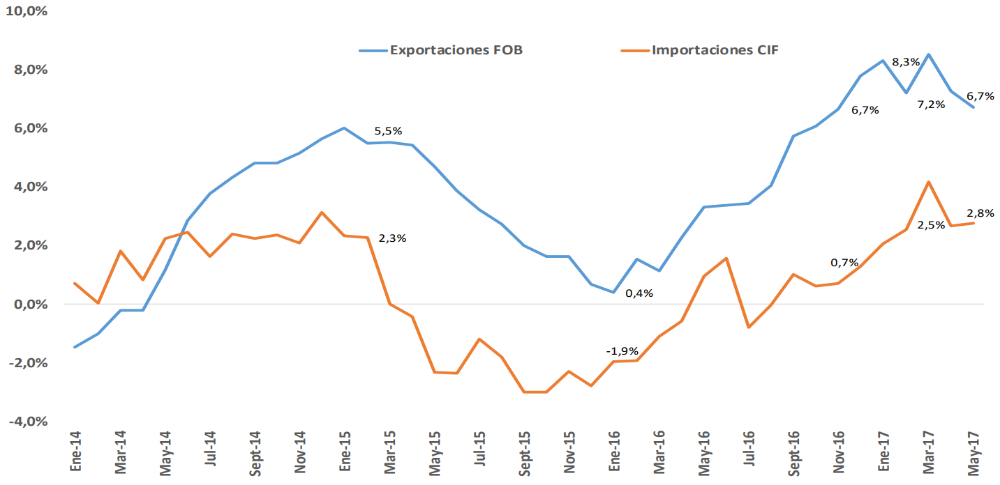 10,0%
Exportaciones FOB Importaciones CIF
8,0%
6,0%
4,0%
2,0%
0,0%
-2,0%
-4,0%
5,5%
2,3%
0,4%
-1,9%
6,7%
0,7%
8,3%
7,2%
2,5%
6,7%
2,8%
Ene-14
Mar-14
May-14
Jul-14
Sept-14
Nov-14
Ene-15
Mar-15
May-15
Jul-15
Sept-15
Nov-15
Ene-16
Mar-16
May-16
Jul-16
Sept-16
Nov-16
Ene-17
Mar-17
May-17